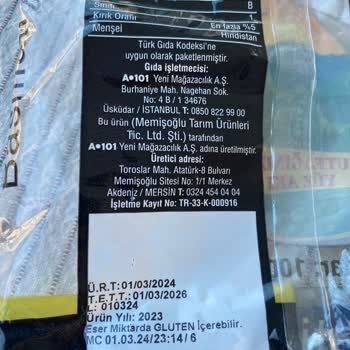 Sınıfı 8
Kırık Oranı En fazla %5
Menşei Hindistan
Türk Gıda Kodeksi'ne
uygun olarak paketlenmiştir.
Gıda işletmecisi:
A•101 Yeni Mağazacılık A.Ş.
Burhaniye Mah. Nagehan Sok.
No: 4 B / 1 34676
Üsküdar / İSTANBUL T: 0850 822 99 00
Bu ürün (Memişoğlu Tarım Ürünleri
Tic. Ltd. Şti.) tarafından
A•101 Yeni Mağazacılık A.Ş. adına üretilmiştir.
Üretici adresi:
Toroslar Mah. Atatürk-8 Bulvarı
Memişoğlu Sitesi No: 1/1 Merkez
Akdeniz / MERSİN T: 0324 454 04 04
İşletme Kayıt No: TR-33-K-000916
Ü.R.T: 01/03/2024
T.E.T.T.: 01/03/2026
L: 010324
Ürün Yılı: 2023
Eser Miktarda GLUTEN İçerebilir.
MC 01.03.24/23:14/ 6